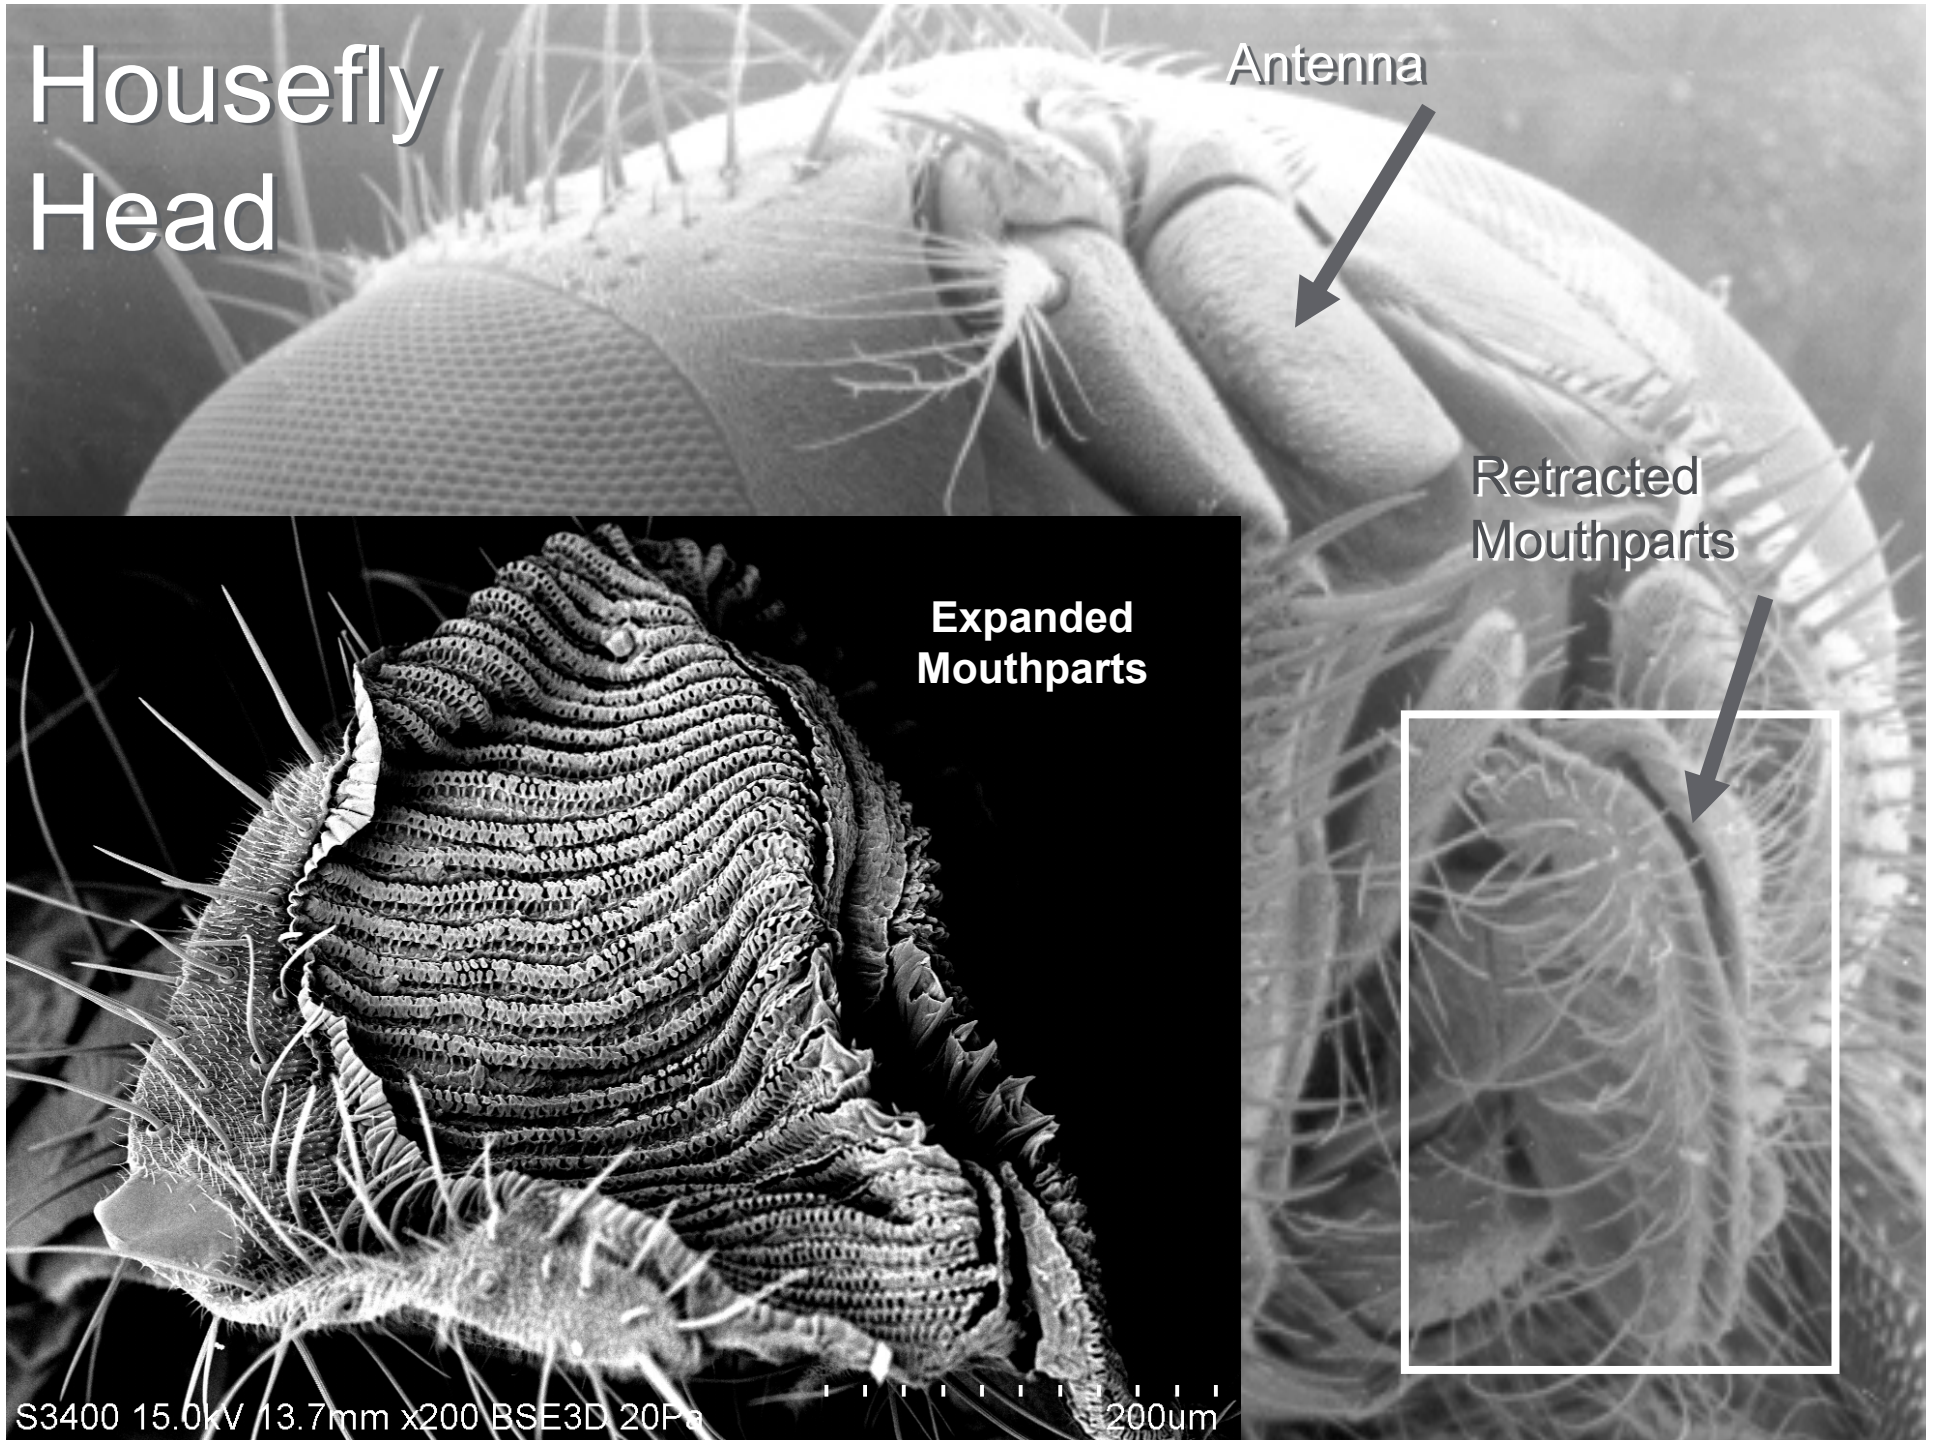 Housefly
Head
Antenna
Retracted
Mouthparts
Expanded
Mouthparts
S3400 15.0kV 13.7mm x200 BSE3D 20Pa
200um